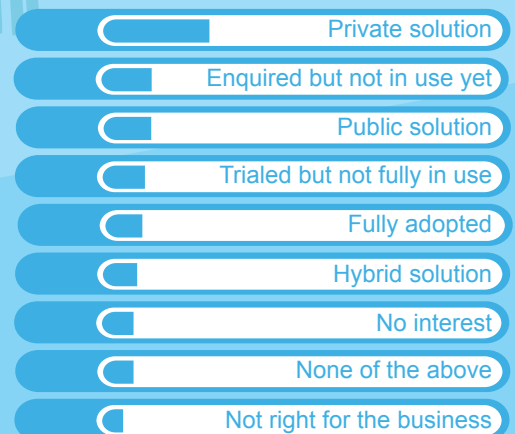 Private solution
Enquired but not in use yet
Public solution
Trialed but not fully in use
Fully adopted
Hybrid solution
No interest
None of the above
Not right for the business